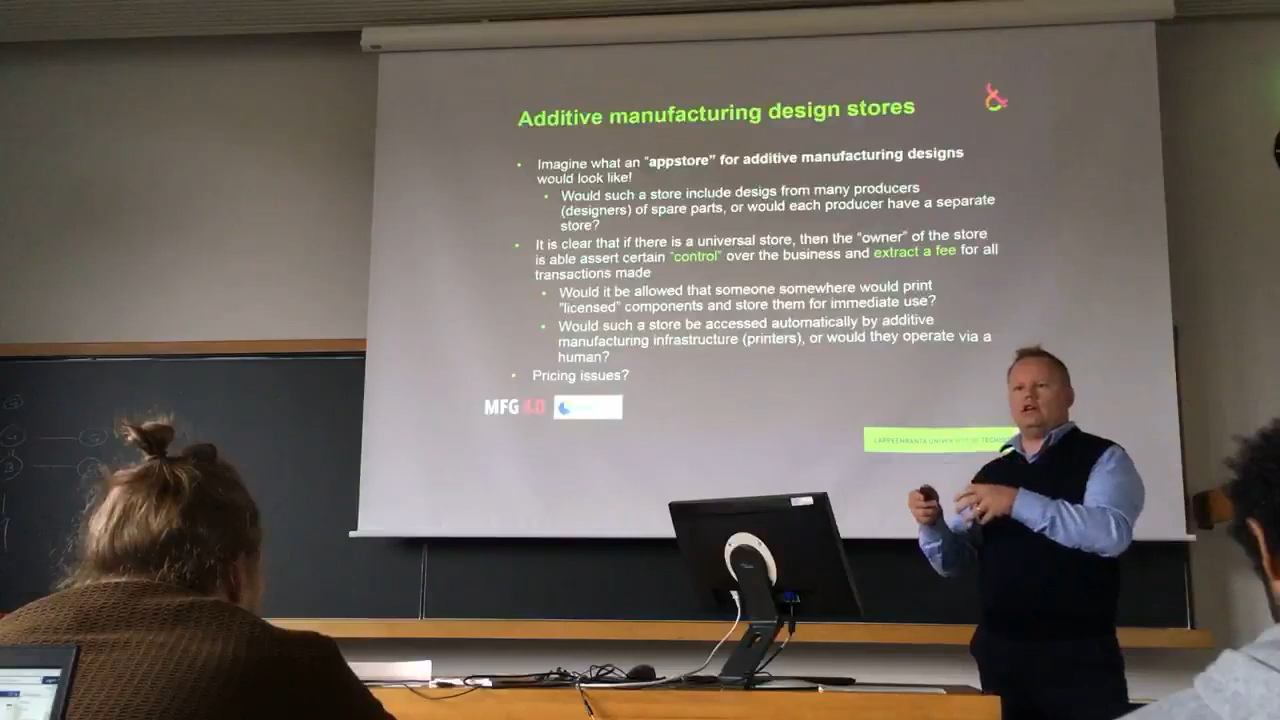 Additive manufacturing design stores
• Imagine what an "appstore" for additive manufacturing designs
would look like!
• Would such a store include desigs from many producers
(designers) of spare parts, or would each producer have a separate
store?
• It is clear that if there is a universal store, then the "owner" of the store
is able assert certain "control" over the business and extract a fee for all
transactions made
• Would it be allowed that someone somewhere would print
"licensed" components and store them for immediate use?
• Would such a store be accessed automatically by additive
manufacturing infrastructure (printers), or would they operate via a
human?
• Pricing issues?
MFG 4.0
LAPPEENRANTA UNIVERSITY OF